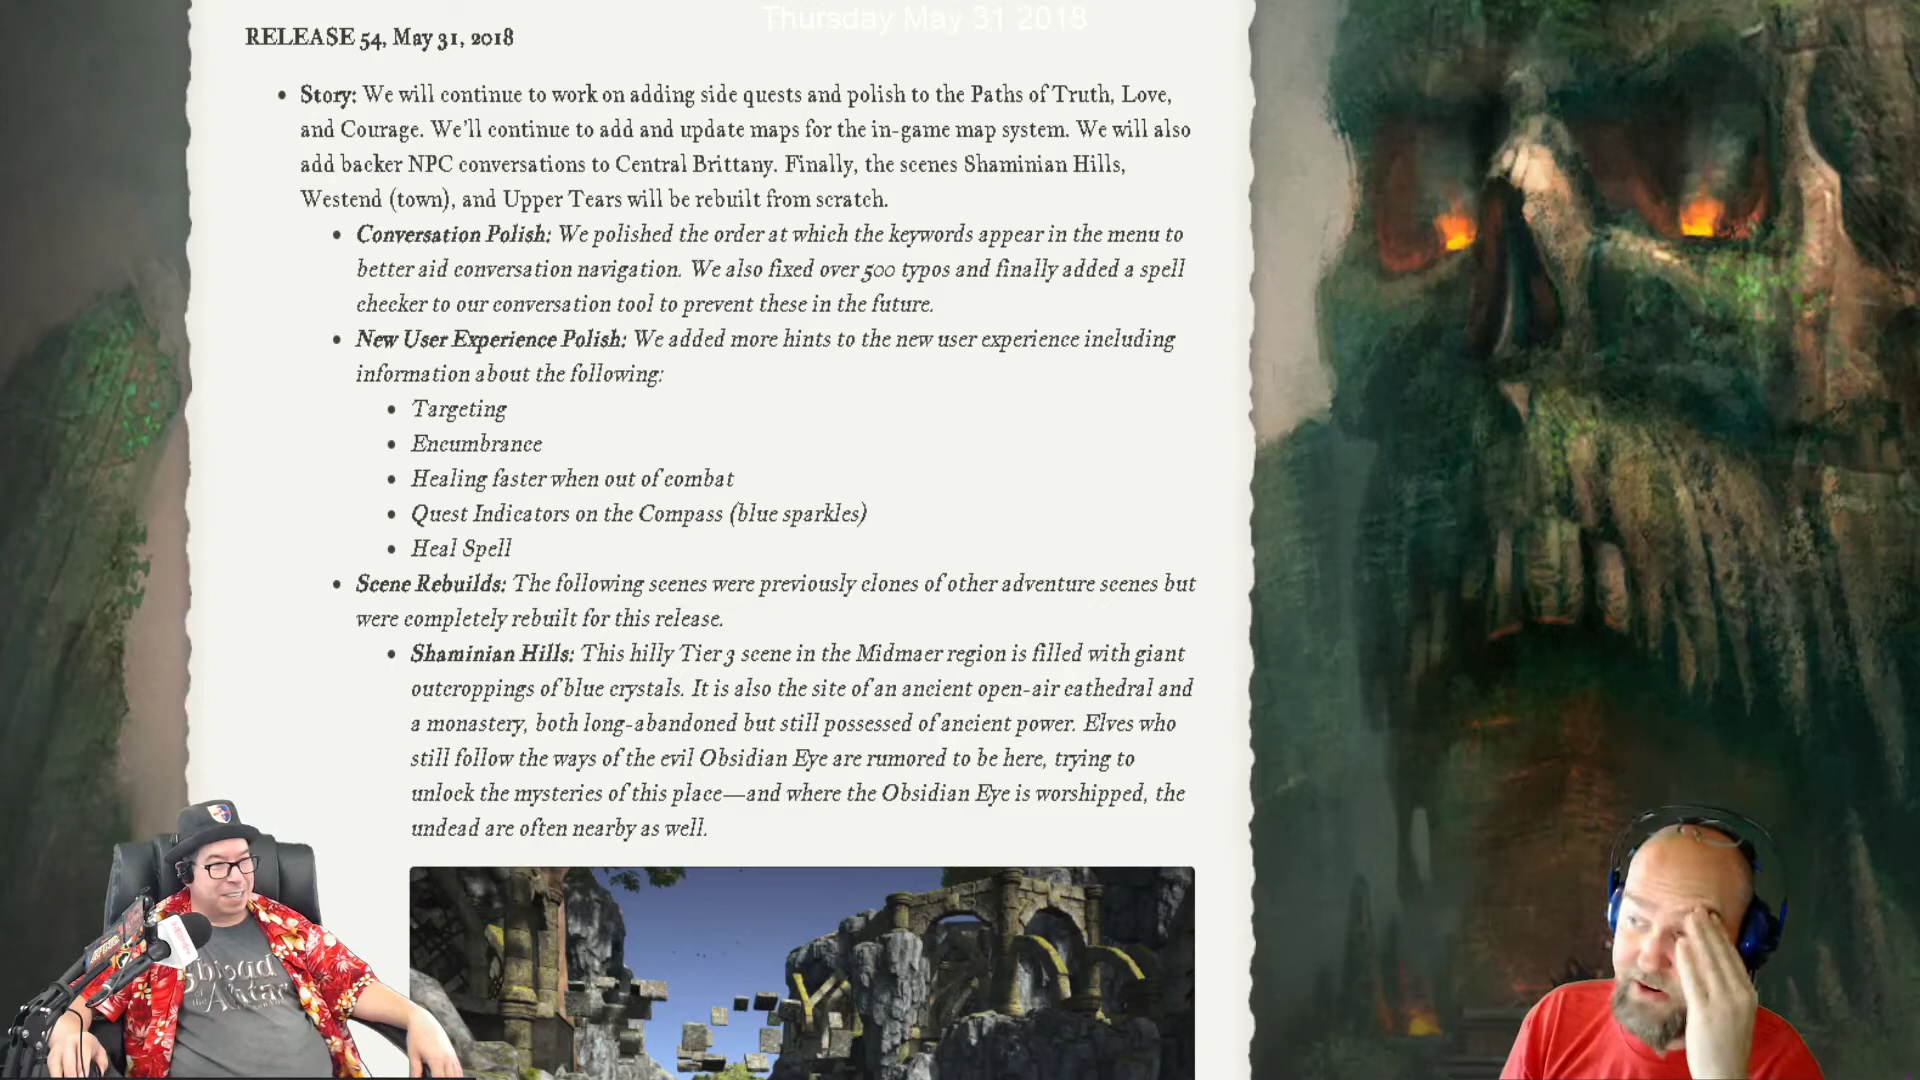 Thursday May 31 2018
RELEASE 54, May 31, 2018
• Story: We will continue to work on adding side quests and polish to the Paths of Truth, Love,
and Courage. We'll continue to add and update maps for the in-game map system. We will also
add backer NPC conversations to Central Brittany. Finally, the scenes Shaminian Hills,
Westend (town), and Upper Tears will be rebuilt from scratch.
• Conversation Polish: We polished the order at which the keywords appear in the menu to
better aid conversation navigation. We also fixed over 500 typos and finally added a spell
checker to our conversation tool to prevent these in the future.
• New User Experience Polish: We added more hints to the new user experience including
information about the following:
• Targeting
• Encumbrance
• Healing faster when out of combat
• Quest Indicators on the Compass (blue sparkles)
• Heal Spell
• Scene Rebuilds: The following scenes were previously clones of other adventure scenes but
were completely rebuilt for this release.
• Shaminian Hills: This hilly Tier 3 scene in the Midmaer region is filled with giant
outcroppings of blue crystals. It is also the site of an ancient open-air cathedral and
a monastery, both long-abandoned but still possessed of ancient power. Elves who
still follow the ways of the evil Obsidian Eye are rumored to be here, trying to
unlock the mysteries of this place—and where the Obsidian Eye is worshipped, the
undead are often nearby as well.
Shroud
of the
Avatar